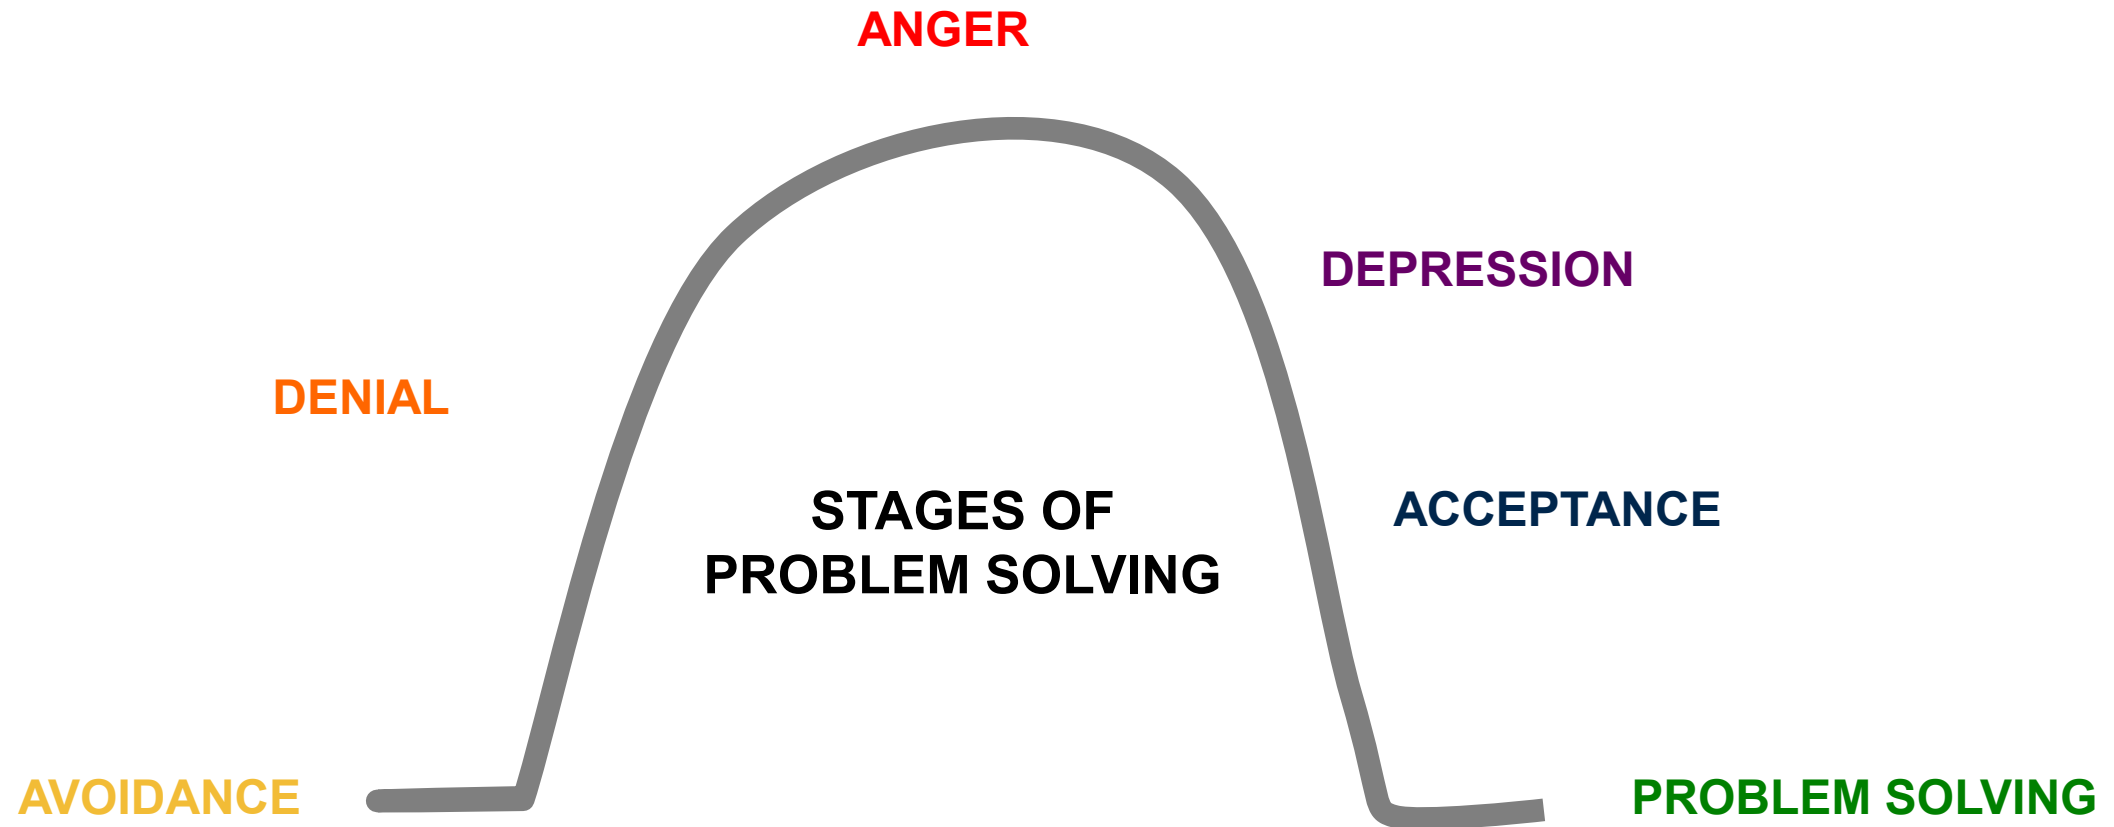 ANGER
DEPRESSION
DENIAL
STAGES OF
PROBLEM SOLVING
ACCEPTANCE
AVOIDANCE
PROBLEM SOLVING